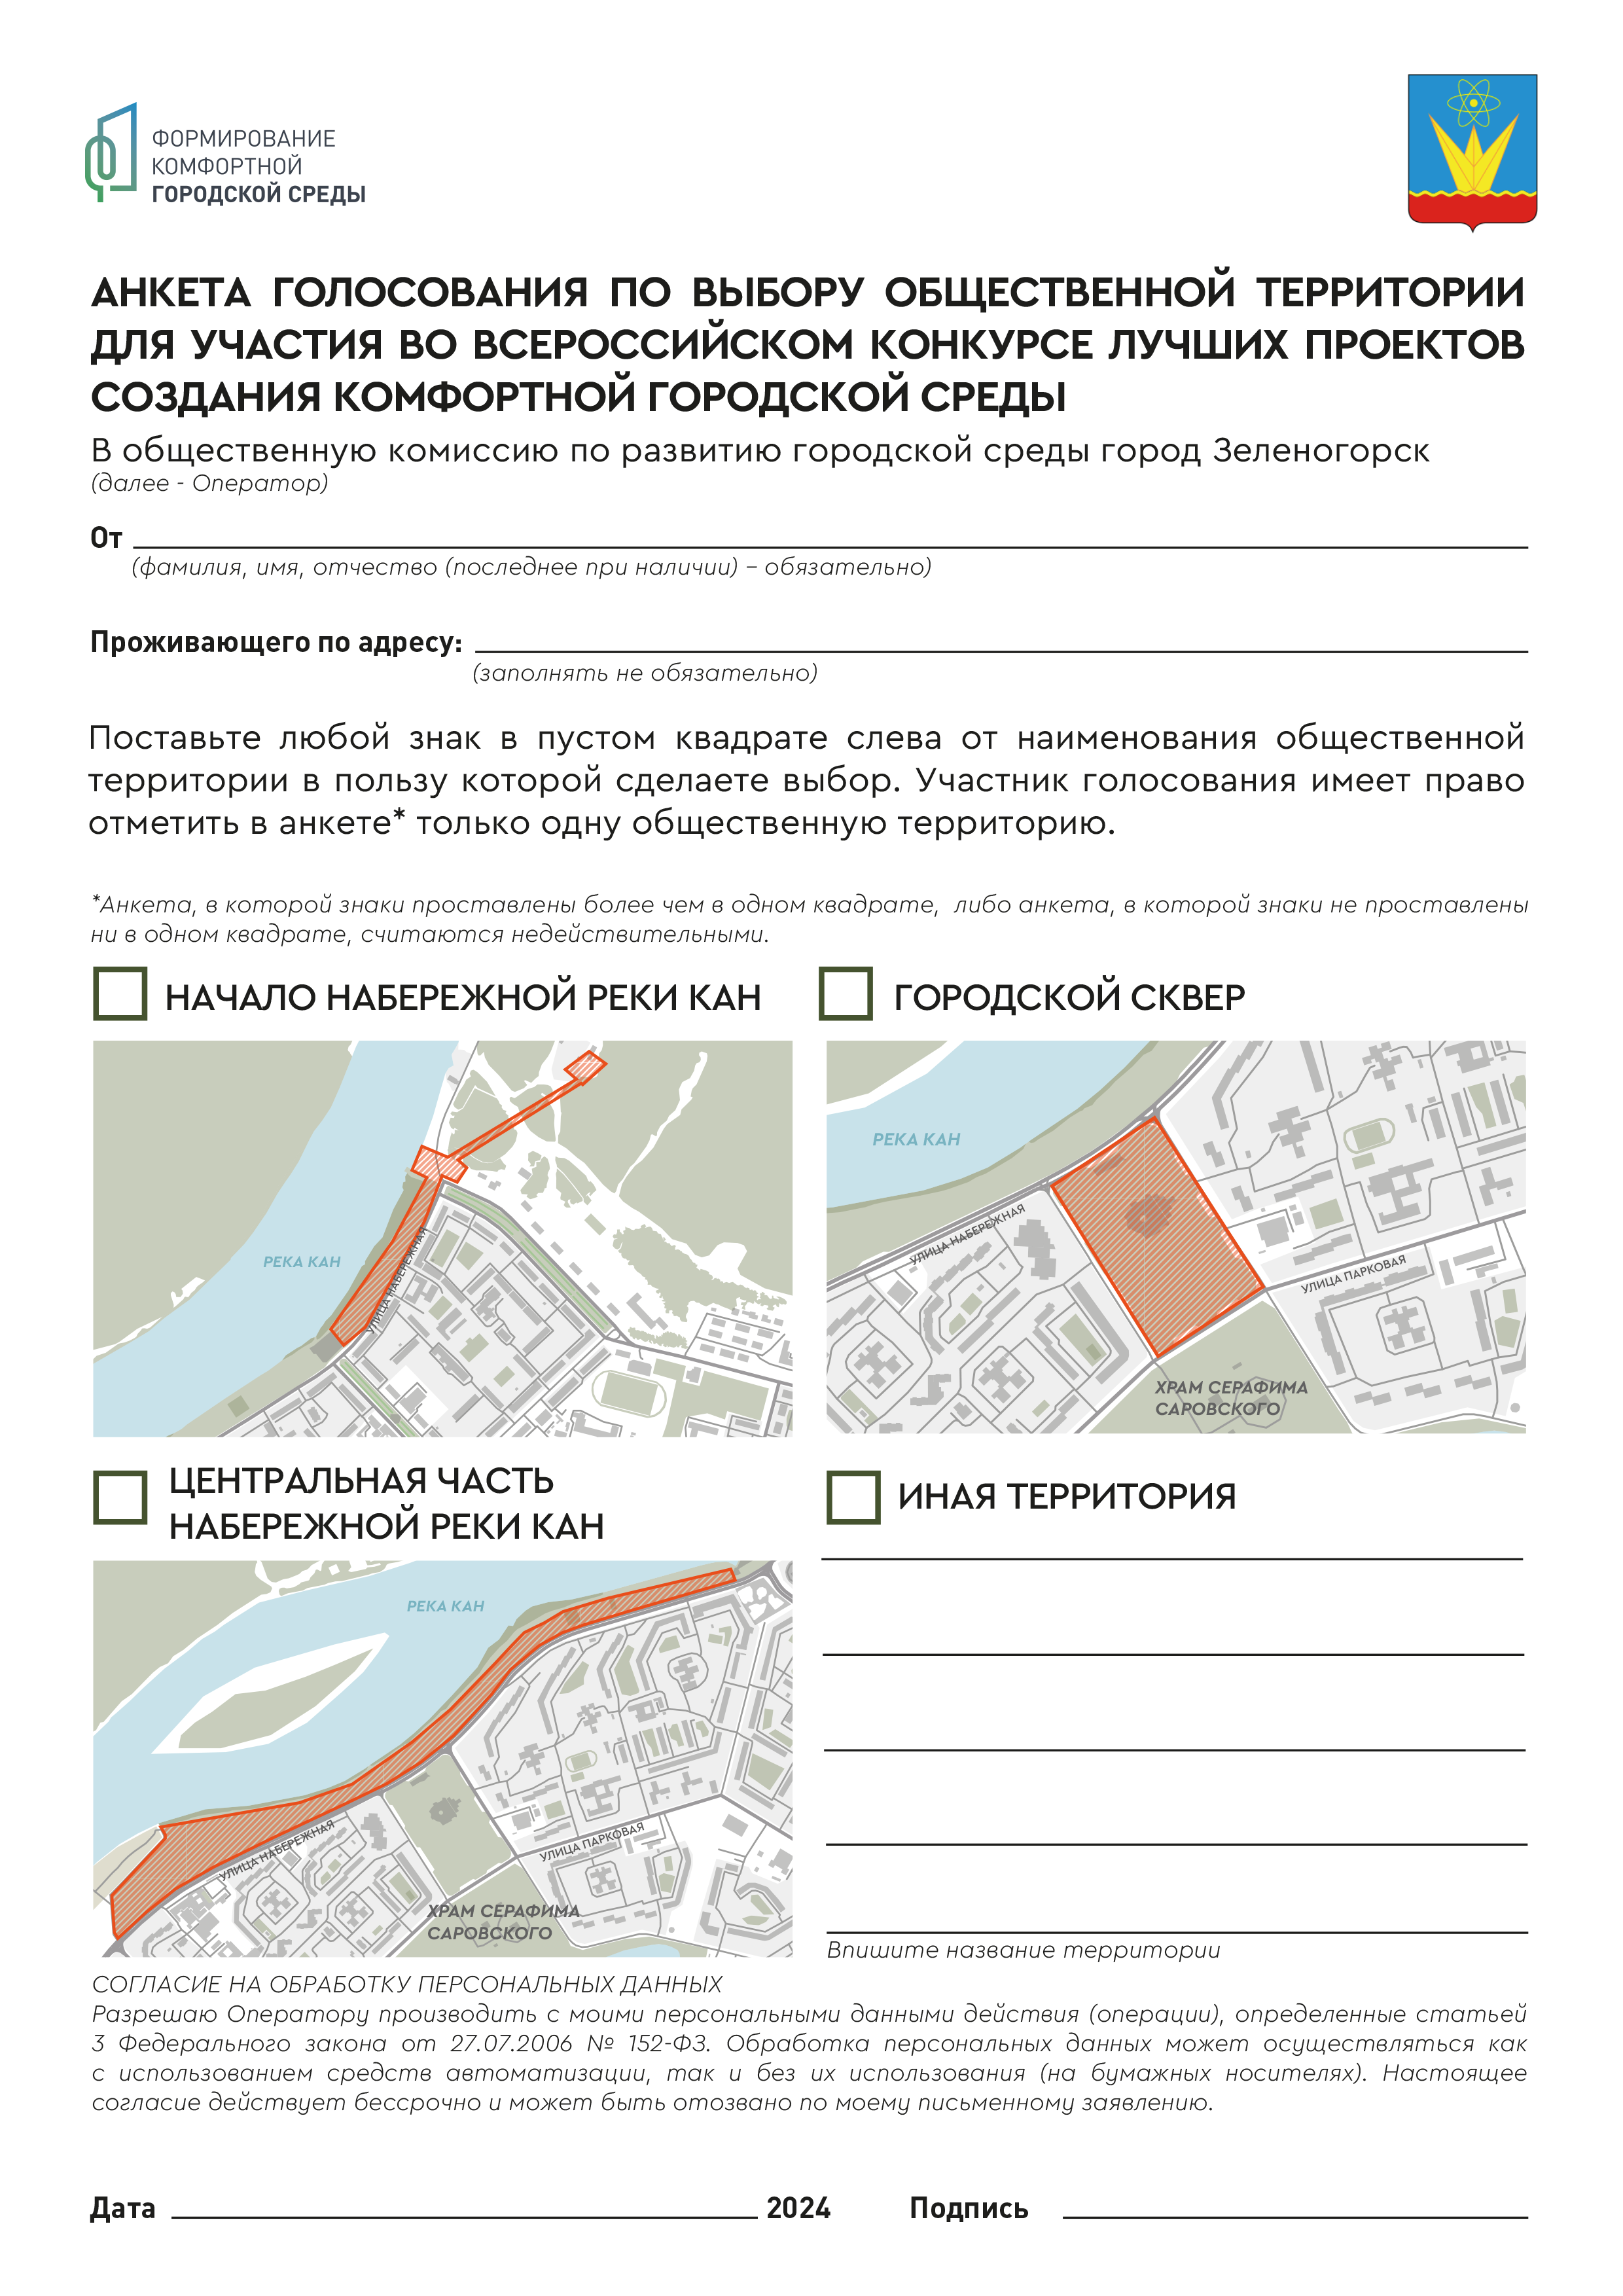 ФОРМИРОВАНИЕ
КОМФОРТНОЙ
ГОРОДСКОЙ СРЕДЫ
АНКЕТА ГОЛОСОВАНИЯ ПО ВЫБОРУ ОБЩЕСТВЕННОЙ ТЕРРИТОРИИ
ДЛЯ УЧАСТИЯ ВО ВСЕРОССИЙСКОМ КОНКУРСЕ ЛУЧШИХ ПРОЕКТОВ
СОЗДАНИЯ КОМФОРТНОЙ ГОРОДСКОЙ СРЕДЫ
В общественную комиссию по развитию городской среды город Зеленогорск
(далее - Оператор)
От
(фамилия, имя, отчество (последнее при наличии) – обязательно)
Проживающего по адресу:
(заполнять не обязательно)
Поставьте любой знак в пустом квадрате слева от наименования общественной
территории в пользу которой сделаете выбор. Участник голосования имеет право
отметить в анкете* только одну общественную территорию.
*Анкета, в которой знаки проставлены более чем в одном квадрате, либо анкета, в которой знаки не проставлены
ни в одном квадрате, считаются недействительными.
НАЧАЛО НАБЕРЕЖНОЙ РЕКИ КАН
РЕКА КАН
УЛИЦА НАБЕРЕЖНАЯ
ГОРОДСКОЙ СКВЕР
РЕКА КАН
УЛИЦА НАБЕРЕЖНАЯ
УЛИЦА ПАРКОВАЯ
ХРАМ СЕРАФИМА
САРОВСКОГО
ЦЕНТРАЛЬНАЯ ЧАСТЬ
НАБЕРЕЖНОЙ РЕКИ КАН
РЕКА КАН
УЛИЦА НАБЕРЕЖНАЯ
УЛИЦА ПАРКОВАЯ
ХРАМ СЕРАФИМА
САРОВСКОГО
ИНАЯ ТЕРРИТОРИЯ
Впишите название территории
СОГЛАСИЕ НА ОБРАБОТКУ ПЕРСОНАЛЬНЫХ ДАННЫХ
Разрешаю Оператору производить с моими персональными данными действия (операции), определенные статьей
3 Федерального закона от 27.07.2006 № 152-ФЗ. Обработка персональных данных может осуществляться как
с использованием средств автоматизации, так и без их использования (на бумажных носителях). Настоящее
согласие действует бессрочно и может быть отозвано по моему письменному заявлению.
Дата 2024 Подпись